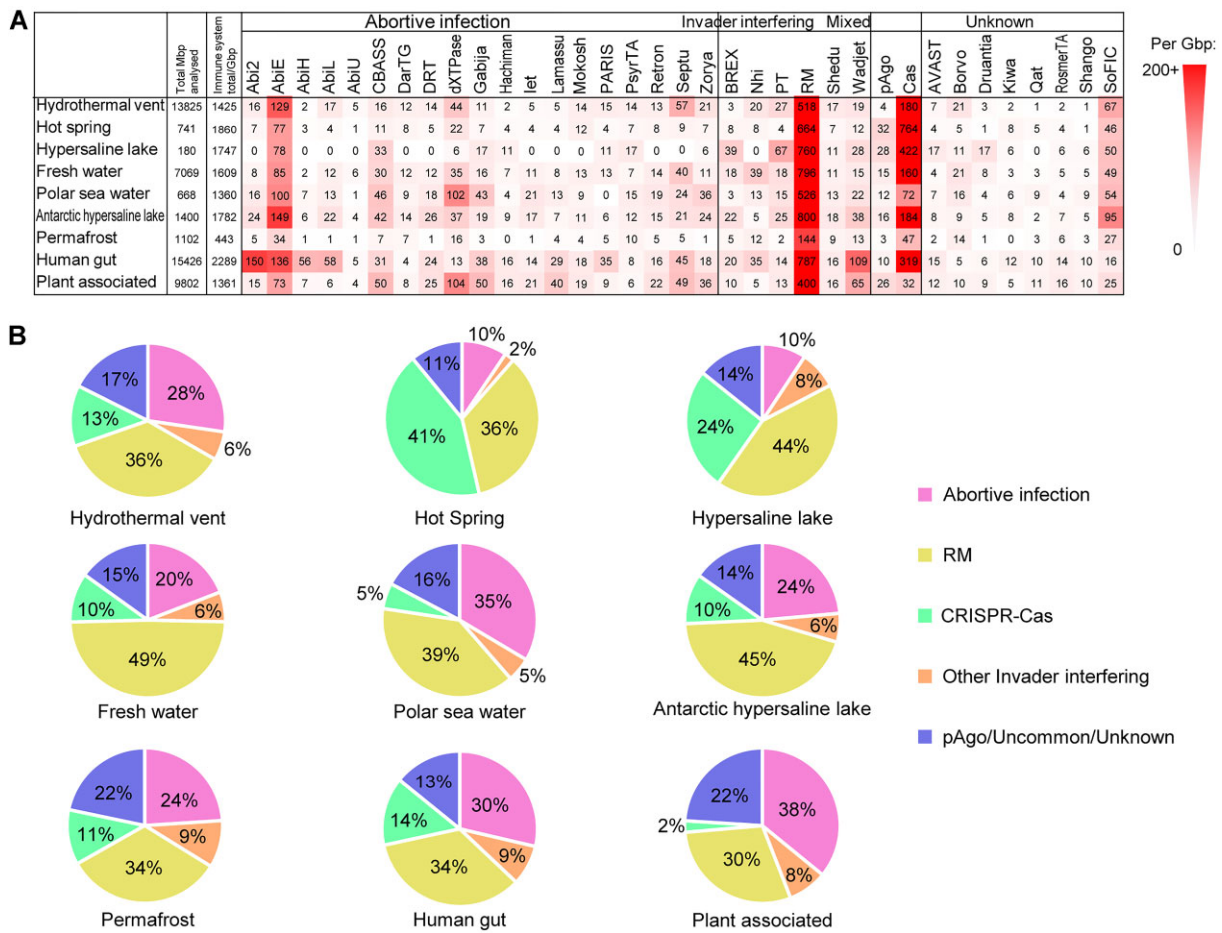 A
Total Mbp analysed Immune system total/Gbp Abortive infection Invader interfering Mixed Unknown
Abi2 AbiE AbiH AbiL AbiU CBASS DarTG DRT dXTPase Gabija Hachiman Iet Lamassu Mokosh PARIS PsyrTA Retron Septu Zorya BREX Nhi PT RM Shedu Wadjet pAgo Cas AVAST Borvo Druantia Kiwa Qat RosmerTA Shango SoFIC
Hydrothermal vent 13825 1425 16 129 2 17 5 16 12 14 44 11 2 5 5 14 15 14 13 57 21 3 20 27 518 17 19 4 180 7 21 3 2 1 2 1 67
Hot spring 741 1860 7 77 3 4 1 11 8 5 22 7 4 4 4 12 4 7 8 9 7 8 8 4 664 7 12 32 764 4 5 1 8 5 4 1 46
Hypersaline lake 180 1747 0 78 0 0 0 33 0 0 6 17 11 0 0 0 11 17 0 0 6 39 0 67 760 11 28 28 422 17 11 17 0 6 6 0 50
Fresh water 7069 1609 8 85 2 12 6 30 12 12 35 16 7 11 8 13 13 7 14 40 11 18 39 18 796 11 15 15 160 4 21 8 3 3 5 5 49
Polar sea water 668 1360 16 100 1 10 1 46 9 18 102 43 4 21 13 9 0 15 21 24 36 9 3 15 526 13 22 12 72 7 16 4 9 4 9 4 54
Antarctic hypersaline lake 1400 1782 24 149 6 22 4 42 14 26 37 19 9 17 7 11 6 12 15 21 24 22 5 25 800 18 38 16 184 8 9 5 8 2 7 5 95
Permafrost 1102 443 5 34 1 1 1 7 7 1 16 3 0 3 4 5 10 5 5 1 5 12 2 144 9 13 3 47 2 14 1 0 3 6 3 27
Human gut 15426 2289 150 136 56 58 5 31 4 24 13 38 16 14 29 18 35 8 16 45 18 20 35 14 787 16 109 10 319 15 5 6 12 10 14 10 16
Plant associated 9802 1361 15 73 7 6 4 50 8 25 104 50 16 21 40 19 9 6 22 49 36 10 5 13 400 16 65 26 32 12 10 9 5 11 16 10 25
Per Gbp:
200+
0
B
17% 28% 13% 6% 36%
Hydrothermal vent
11% 10% 2% 41% 36%
Hot Spring
14% 10% 8% 24% 44%
Hypersaline lake
15% 20% 10% 6% 49%
Fresh water
16% 35% 5% 39% 5%
Polar sea water
14% 24% 10% 6% 45%
Antarctic hypersaline lake
22% 24% 11% 9% 34%
Permafrost
13% 30% 14% 9% 34%
Human gut
22% 38% 2% 30% 8%
Plant associated
Abortive infection
RM
CRISPR-Cas
Other Invader interfering
pAgo/Uncommon/Unknown